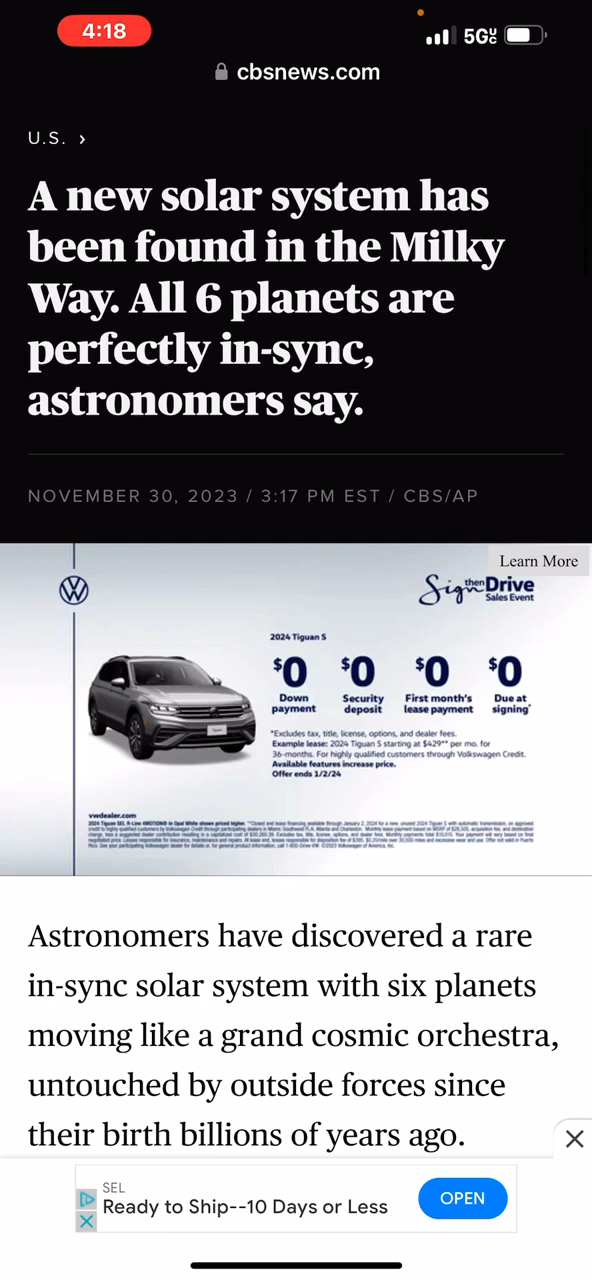 4:18
5G
cbsnews.com
U.S. >
A new solar system has
been found in the Milky
Way. All 6 planets are
perfectly in-sync,
astronomers say.
NOVEMBER 30, 2023 / 3:17 PM EST / CBS/AP
Learn More
Sign then Drive
Sales Event
2024 Tiguan S
$0 $0 $0 $0
Down Security First month's Due at
payment deposit lease payment signing*
*Excludes tax, title, license, options, and dealer fees.
Example lease: 2024 Tiguan S starting at $429** per mo. for
36-months. For highly qualified customers through Volkswagen Credit.
Available features increase price.
Offer ends 1/2/24
vwdealer.com
Astronomers have discovered a rare
in-sync solar system with six planets
moving like a grand cosmic orchestra,
untouched by outside forces since
their birth billions of years ago.
SEL
Ready to Ship--10 Days or Less
OPEN